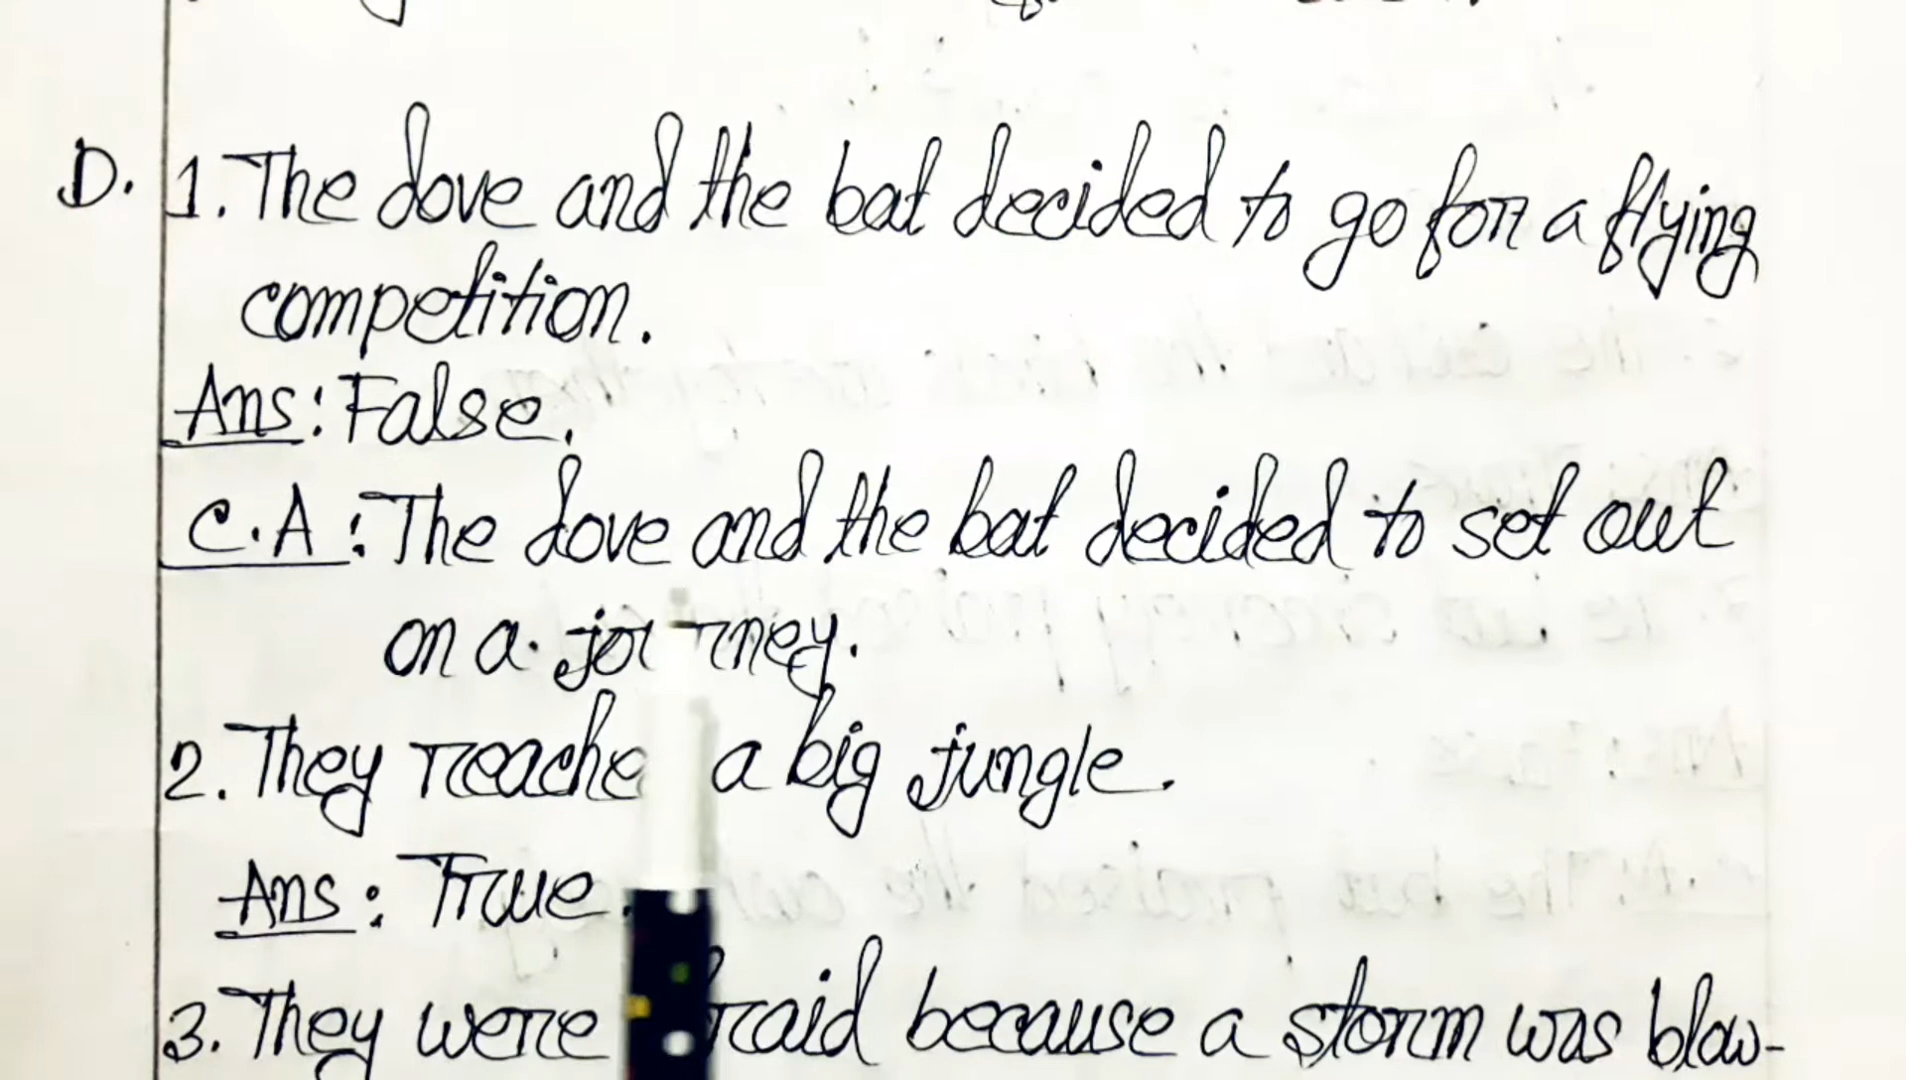 D. 1. The dove and the bat decided to go for a flying
competition.
Ans: False.
C.A: The dove and the bat decided to set out
on a journey.
2. They reached a big jungle.
Ans: True.
3. They were afraid because a storm was blow-